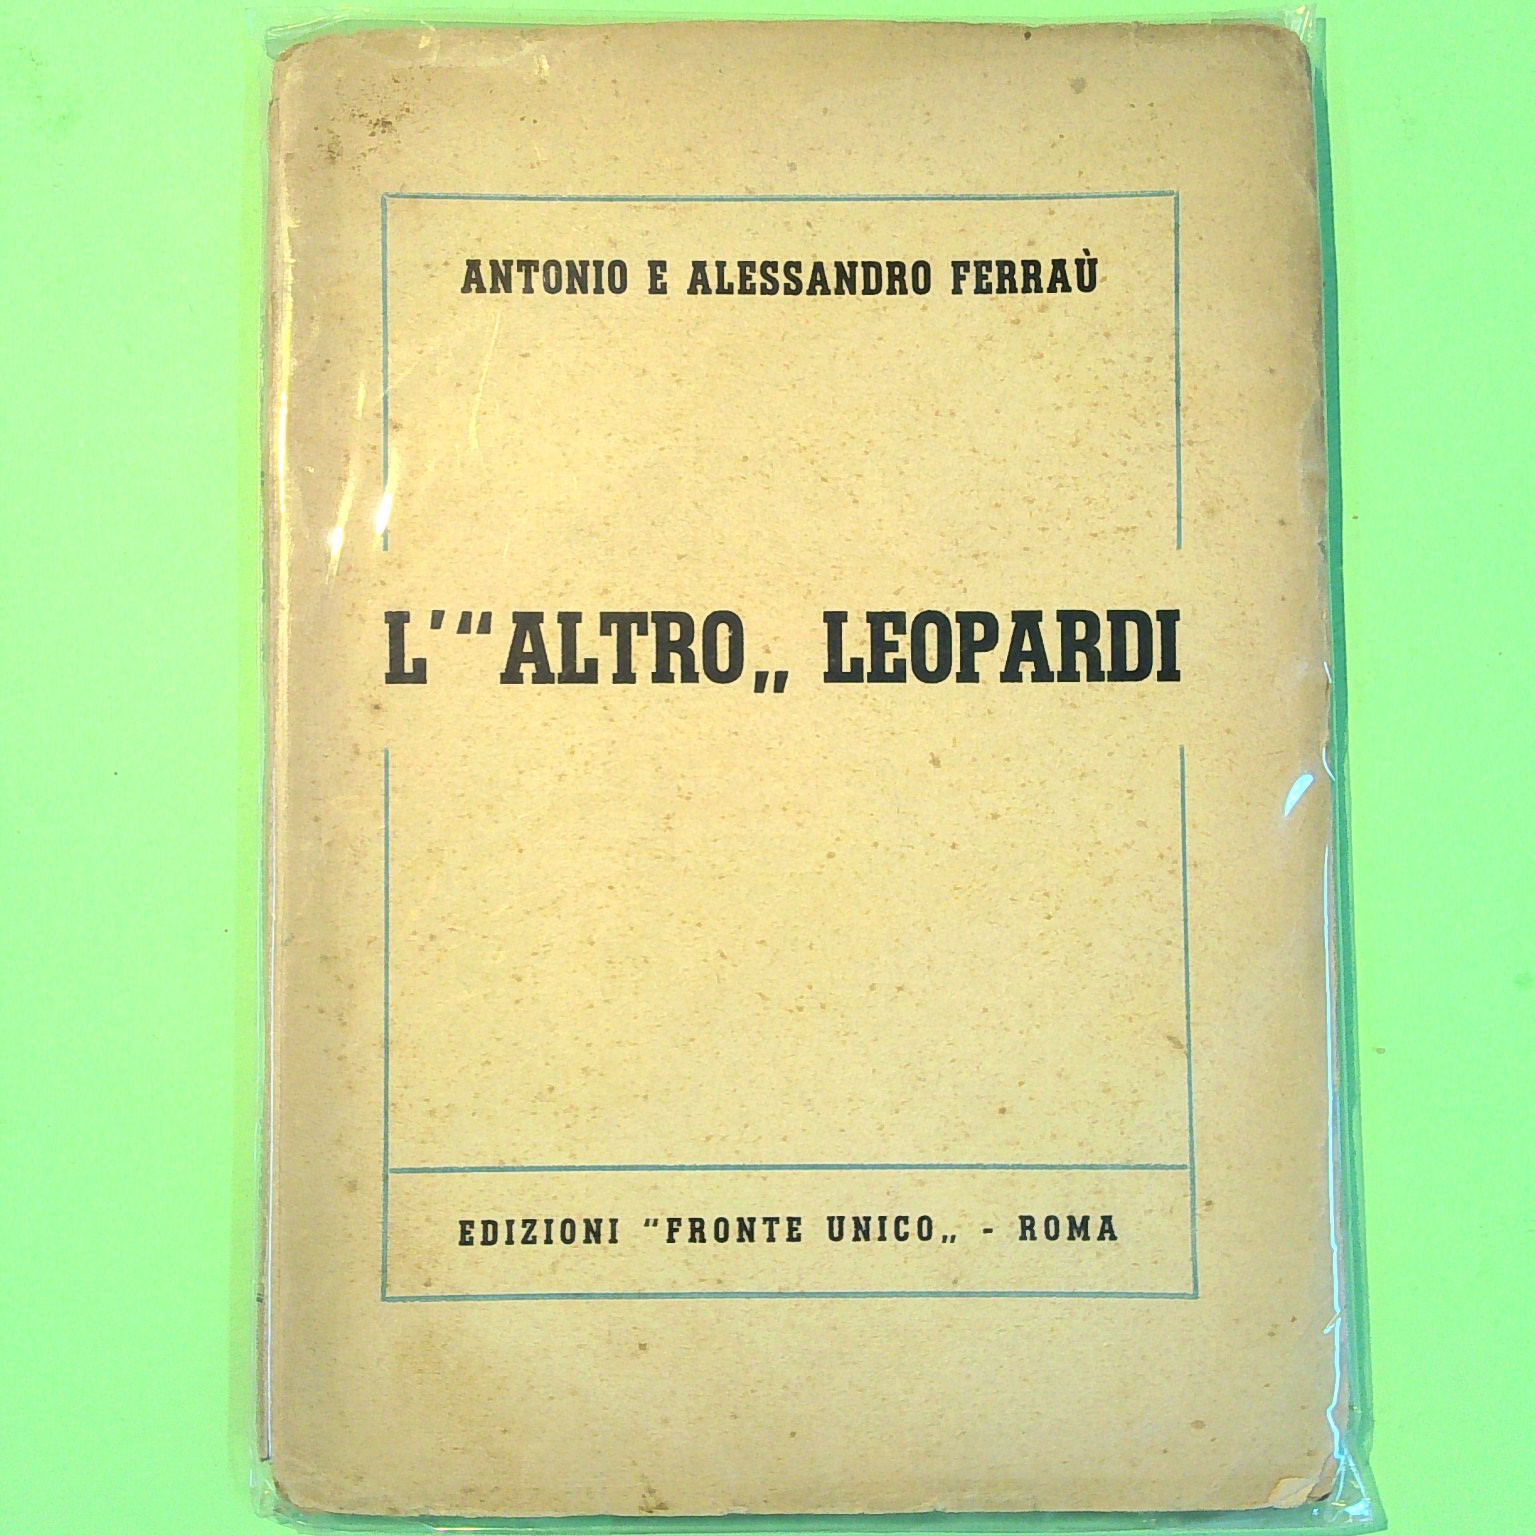 ANTONIO E ALESSANDRO FERRAÙ
L'“ALTRO„ LEOPARDI
EDIZIONI “FRONTE UNICO„ - ROMA